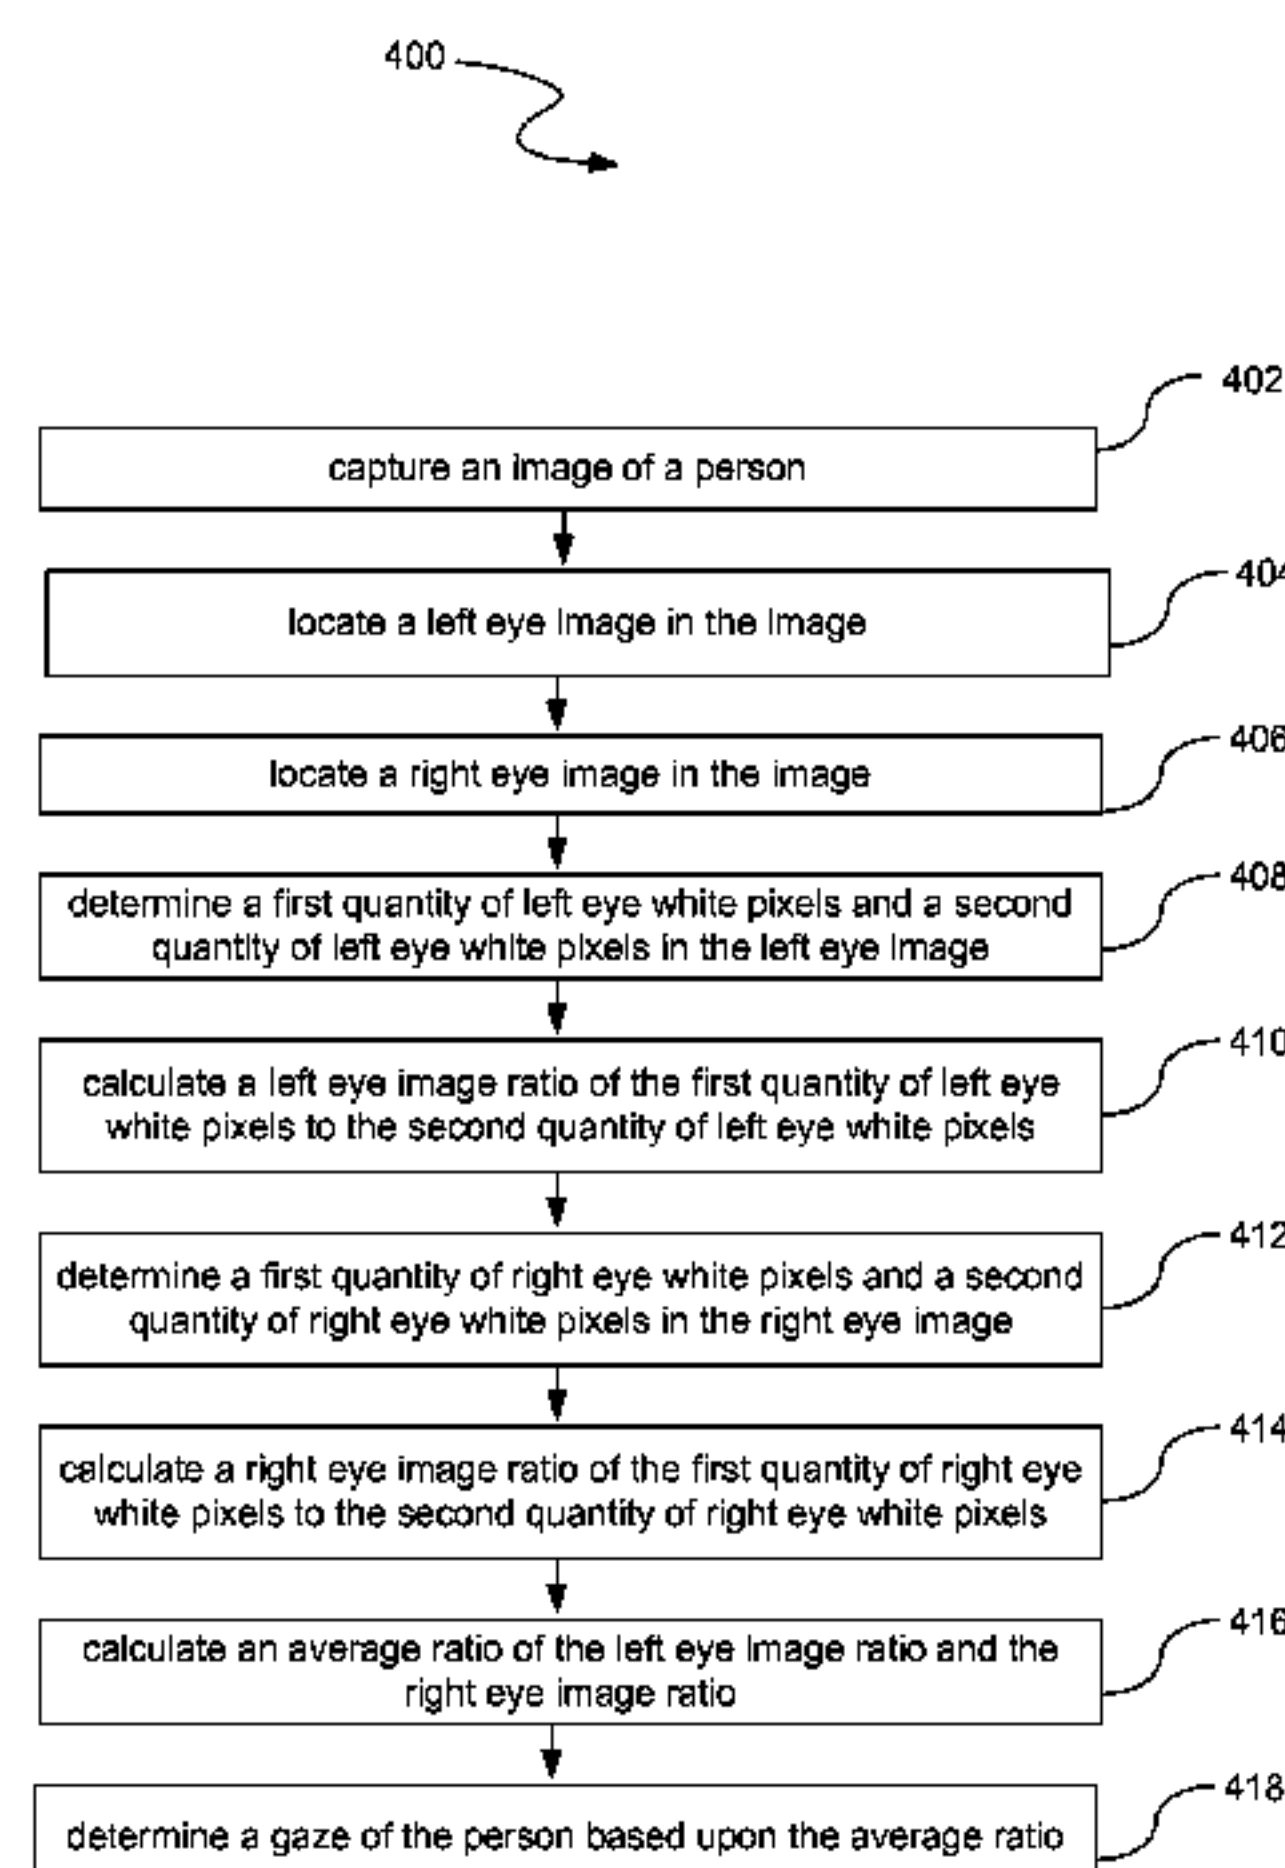 400
402
capture an image of a person
404
locate a left eye image in the image
406
locate a right eye image in the image
408
determine a first quantity of left eye white pixels and a second
quantity of left eye white pixels in the left eye image
410
calculate a left eye image ratio of the first quantity of left eye
white pixels to the second quantity of left eye white pixels
412
determine a first quantity of right eye white pixels and a second
quantity of right eye white pixels in the right eye image
414
calculate a right eye image ratio of the first quantity of right eye
white pixels to the second quantity of right eye white pixels
416
calculate an average ratio of the left eye image ratio and the
right eye image ratio
418
determine a gaze of the person based upon the average ratio